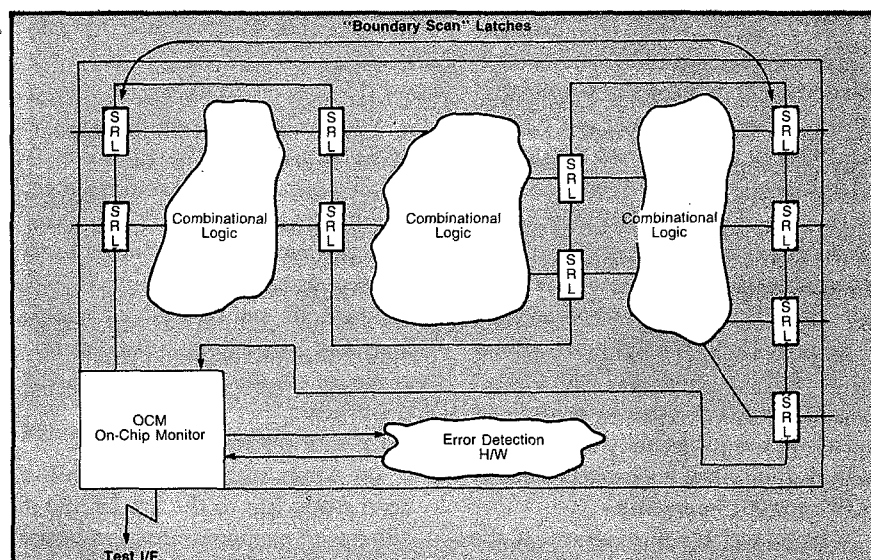 "Boundary Scan" Latches
S
R
L
S
R
L
S
R
L
S
R
L
S
R
L
S
R
L
S
R
L
S
R
L
S
R
L
S
R
L
Combinational
Logic
Combinational
Logic
Combinational
Logic
OCM
On-Chip Monitor
Error Detection
H/W
Test I/F